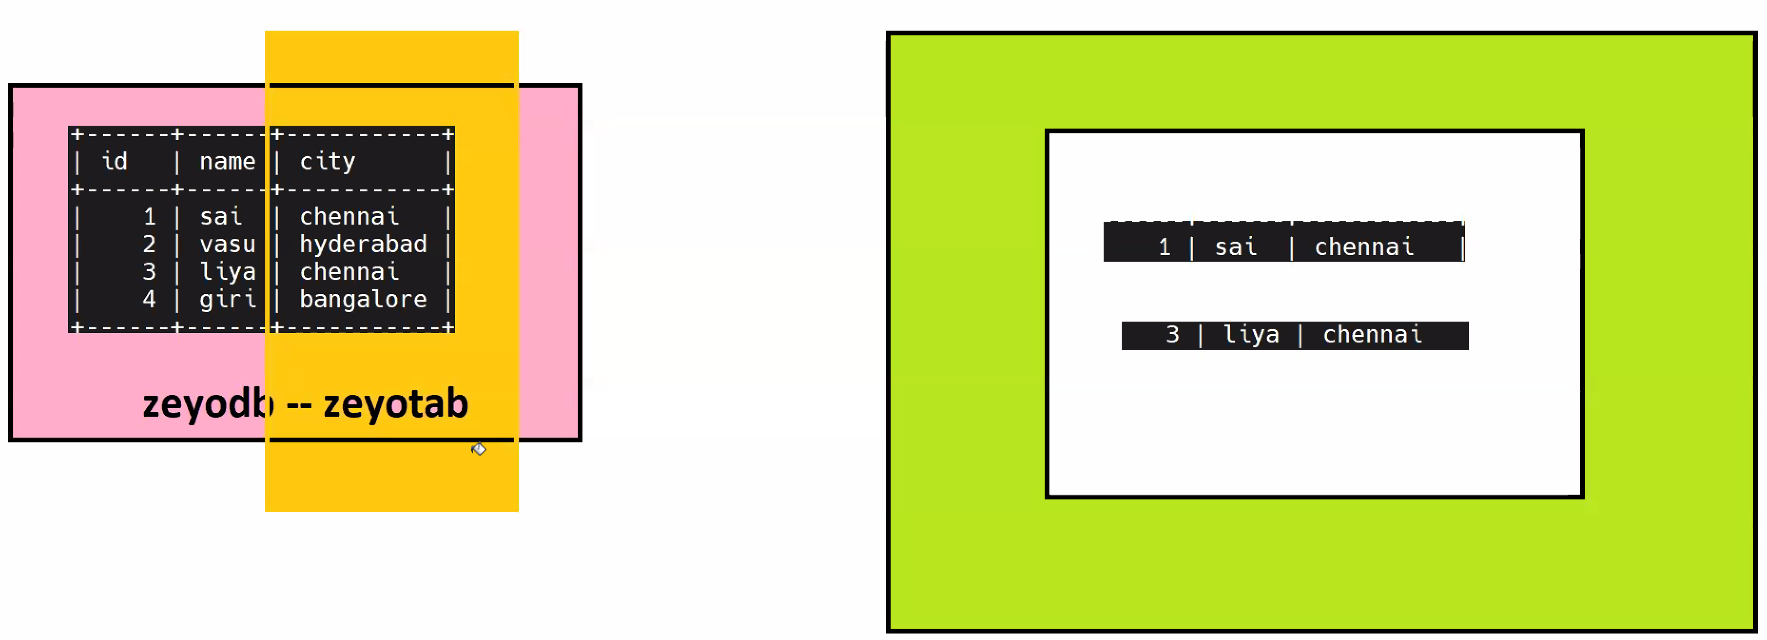 +------+------+-----------+
| id   | name | city      |
+------+------+-----------+
|    1 | sai  | chennai   |
|    2 | vasu | hyderabad |
|    3 | liya | chennai   |
|    4 | giri | bangalore |
+------+------+-----------+
zeyodb -- zeyotab
1 | sai  | chennai   |
3 | liya | chennai